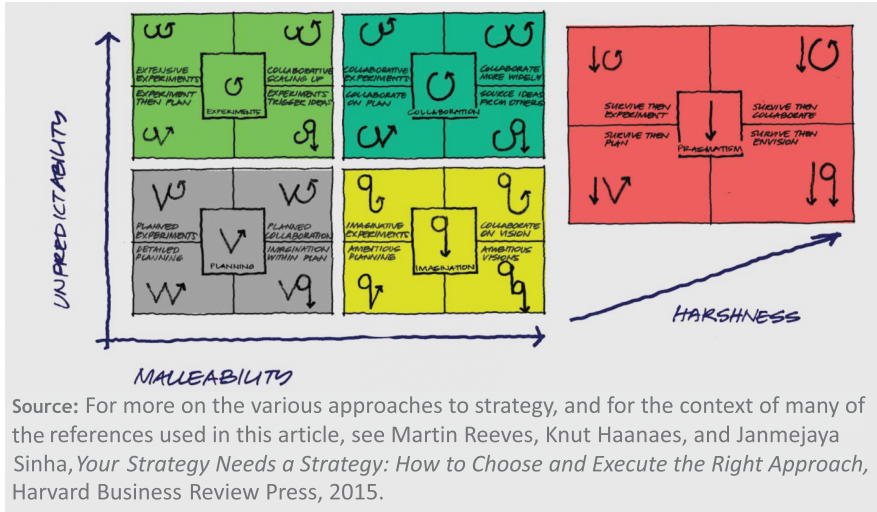 UNPREDICTABILITY
EXTENSIVE
EXPERIMENTS
COLLABORATIVE
SCALING UP
EXPERIMENT
THEN PLAN
EXPERIMENTS
TRIGGER IDEAS
EXPERIMENTS
COLLABORATIVE
EXPERIMENTS
COLLABORATE
MORE WIDELY
COLLABORATE
ON PLAN
SOURCE IDEAS
FROM OTHERS
COLLABORATION
PLANNED
EXPERIMENTS
PLANNED
COLLABORATION
DETAILED
PLANNING
IMAGINATION
WITHIN PLAN
PLANNING
IMAGINATIVE
EXPERIMENTS
COLLABORATE
ON VISION
AMBITIOUS
PLANNING
AMBITIOUS
VISIONS
IMAGINATION
SURVIVE THEN
EXPERIMENT
SURVIVE THEN
COLLABORATE
SURVIVE THEN
PLAN
SURVIVE THEN
ENVISION
PRAGMATISM
HARSHNESS
MALLEABILITY
Source: For more on the various approaches to strategy, and for the context of many of
the references used in this article, see Martin Reeves, Knut Haanaes, and Janmejaya
Sinha, Your Strategy Needs a Strategy: How to Choose and Execute the Right Approach,
Harvard Business Review Press, 2015.